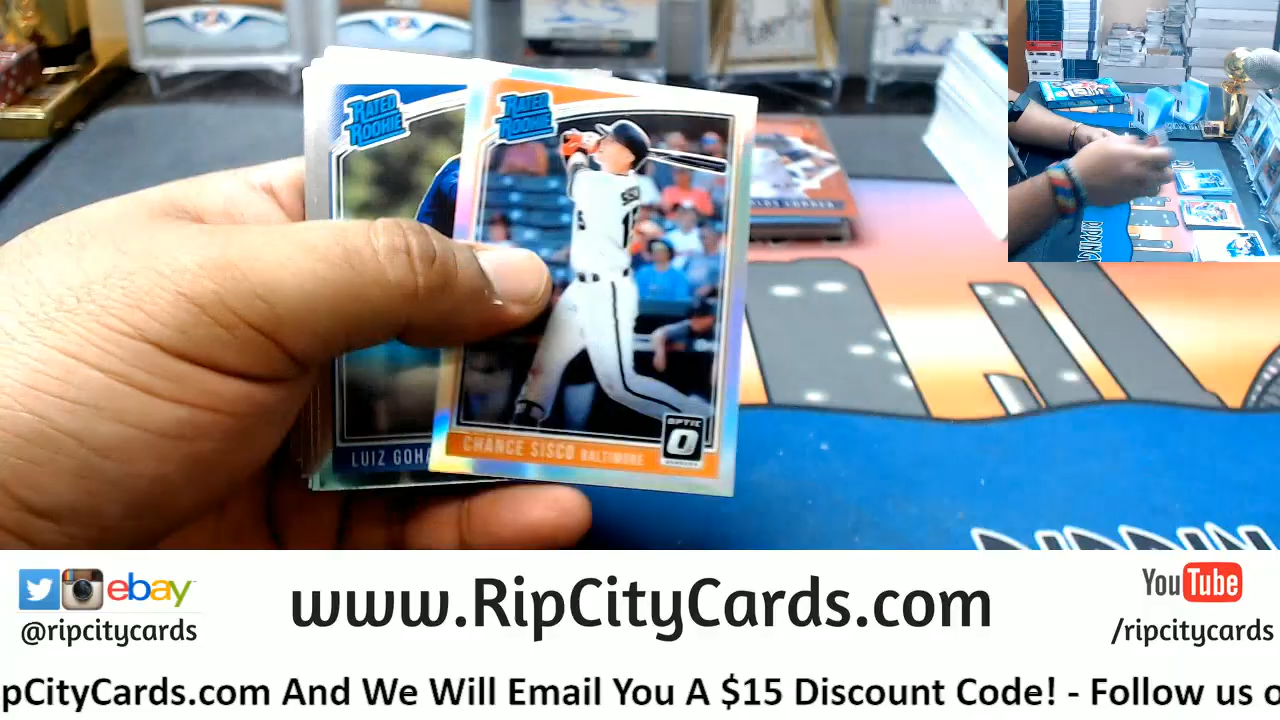 RATED
ROOKIE
RATED
ROOKIE
OPTIC
CHANCE SISCO BALTIMORE
LUIZ GOHA
ebay
@ripcitycards
www.RipCityCards.com
YouTube
/ripcitycards
pCityCards.com And We Will Email You A $15 Discount Code! - Follow us o